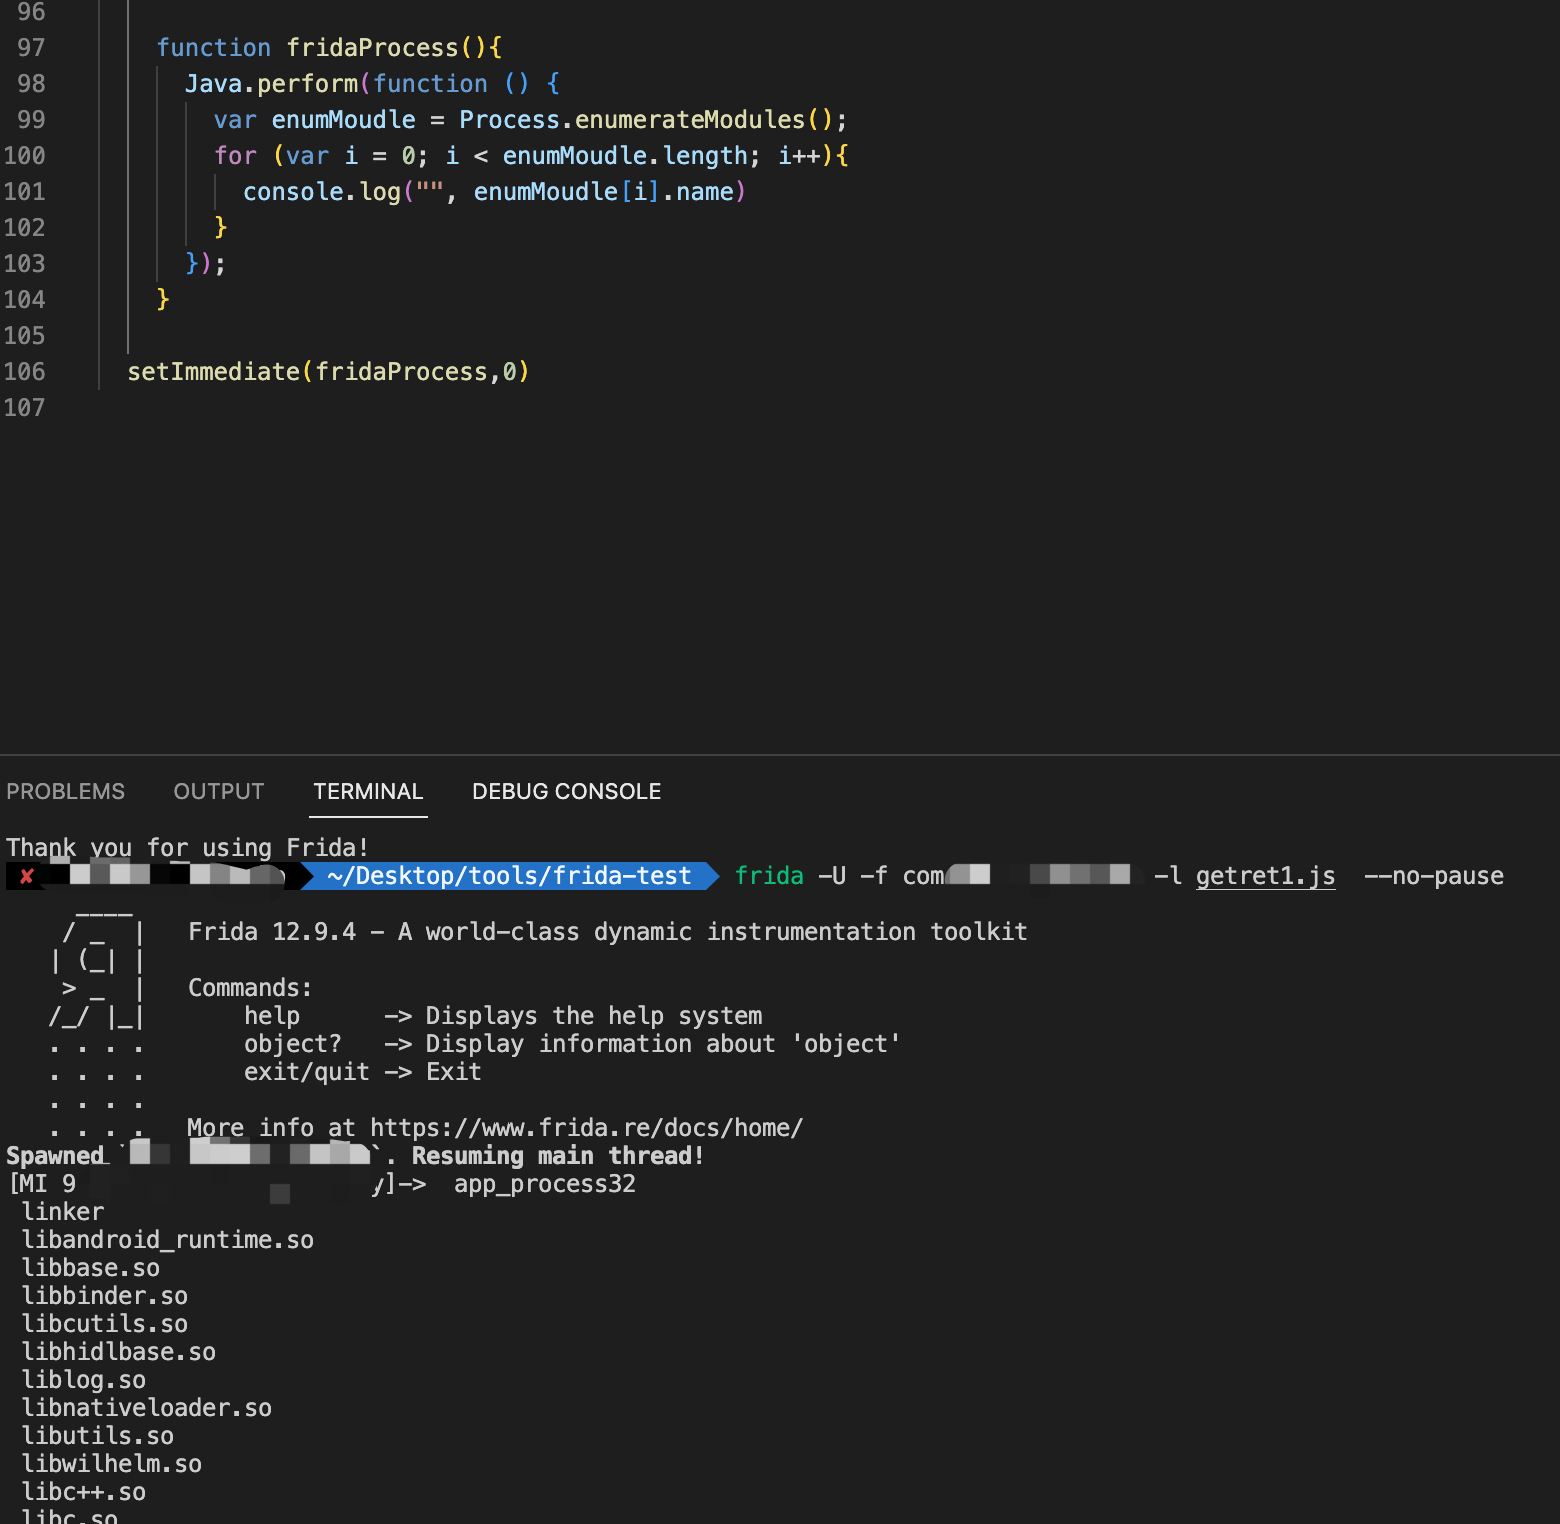 96
97 function fridaProcess(){
98 Java.perform(function () {
99 var enumMoudle = Process.enumerateModules();
100 for (var i = 0; i < enumMoudle.length; i++){
101 console.log("", enumMoudle[i].name)
102 }
103 });
104 }
105
106 setImmediate(fridaProcess,0)
107
PROBLEMS OUTPUT TERMINAL DEBUG CONSOLE
Thank you for using Frida!
✘ ~/Desktop/tools/frida-test frida -U -f com -l getret1.js --no-pause
____
/ _ | Frida 12.9.4 - A world-class dynamic instrumentation toolkit
| (_| |
> _ | Commands:
/_/ |_| help -> Displays the help system
. . . . object? -> Display information about 'object'
. . . . exit/quit -> Exit
. . . .
. . . . More info at https://www.frida.re/docs/home/
Spawned ` `. Resuming main thread!
[MI 9 y]-> app_process32
linker
libandroid_runtime.so
libbase.so
libbinder.so
libcutils.so
libhidlbase.so
liblog.so
libnativeloader.so
libutils.so
libwilhelm.so
libc++.so
libc.so